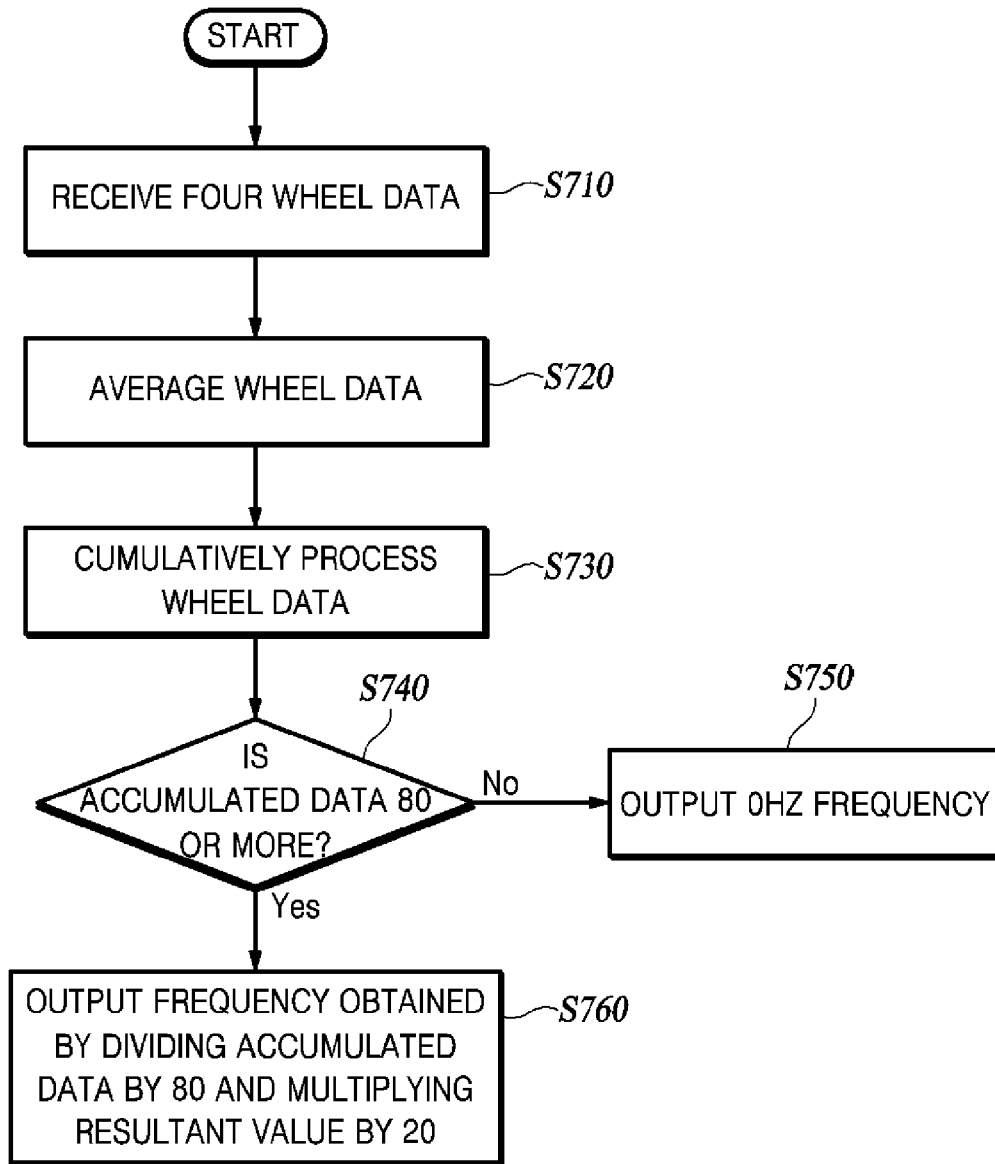 START
RECEIVE FOUR WHEEL DATA
S710
AVERAGE WHEEL DATA
S720
CUMULATIVELY PROCESS
WHEEL DATA
S730
S740
IS
ACCUMULATED DATA 80
OR MORE?
No
S750
OUTPUT 0HZ FREQUENCY
Yes
OUTPUT FREQUENCY OBTAINED
BY DIVIDING ACCUMULATED
DATA BY 80 AND MULTIPLYING
RESULTANT VALUE BY 20
S760